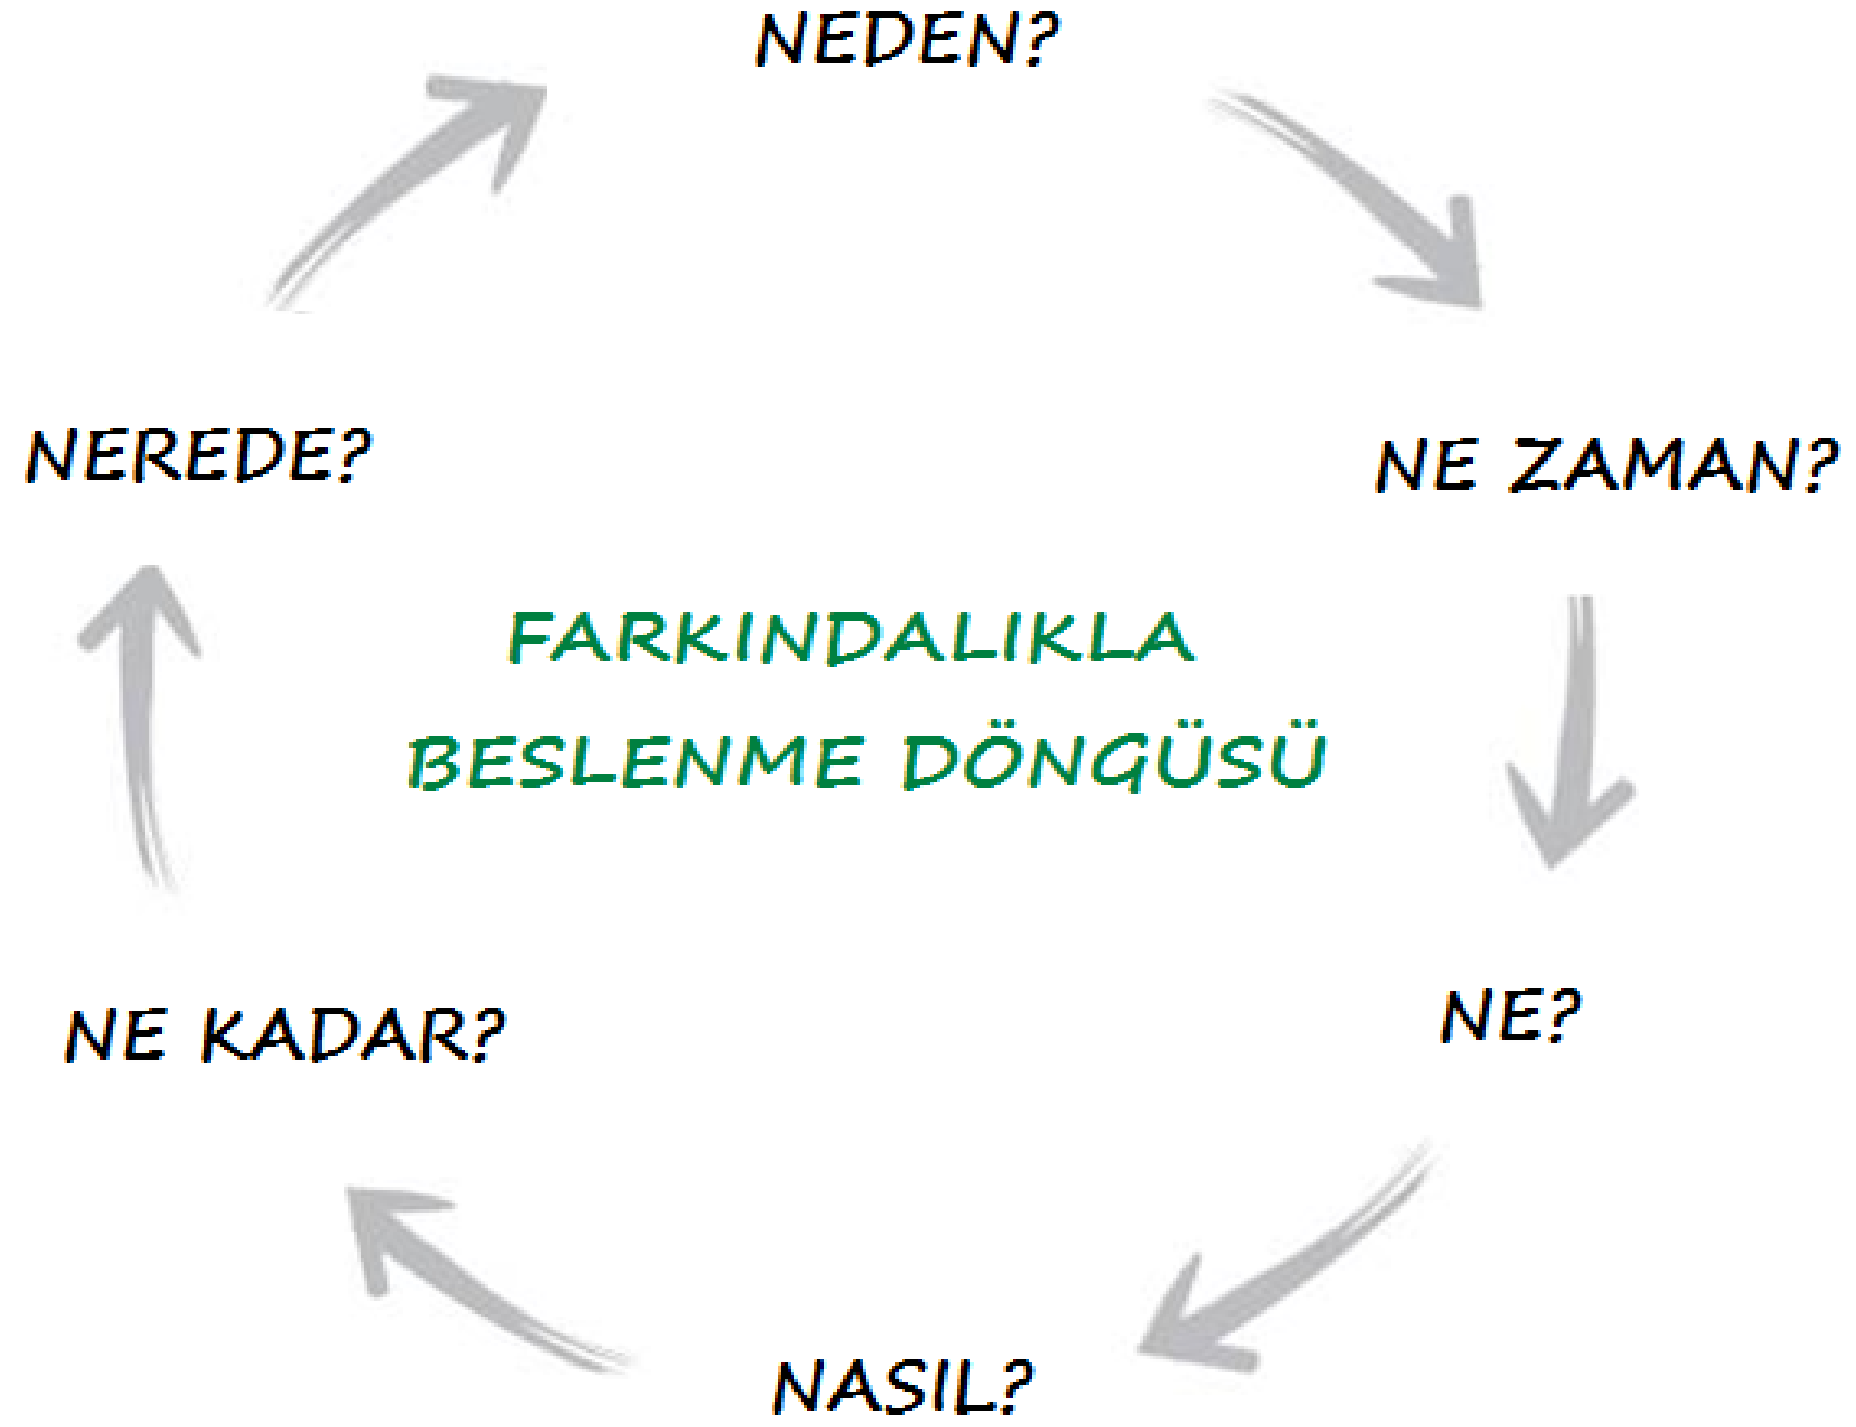 NEDEN?
NEREDE?
NE ZAMAN?
FARKINDALIKLA
BESLENME DÖNGÜSÜ
NE KADAR?
NE?
NASIL?